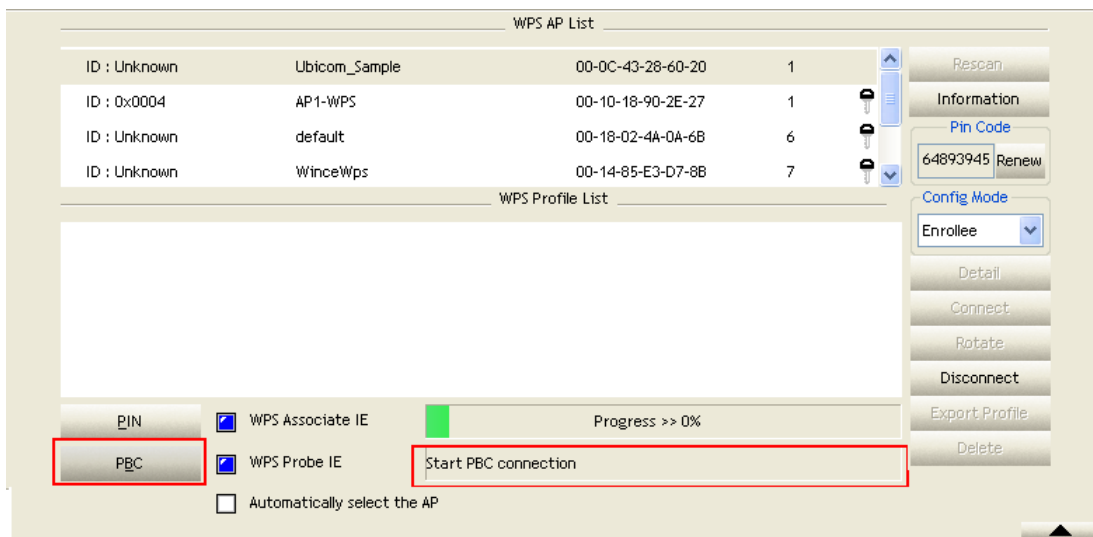 WPS AP List
ID : Unknown Ubicom_Sample 00-0C-43-28-60-20 1
ID : 0x0004 AP1-WPS 00-10-18-90-2E-27 1
ID : Unknown default 00-18-02-4A-0A-6B 6
ID : Unknown WinceWps 00-14-85-E3-D7-8B 7
WPS Profile List
Rescan
Information
Pin Code
64893945 Renew
Config Mode
Enrollee
Detail
Connect
Rotate
Disconnect
Export Profile
Delete
PIN WPS Associate IE Progress >> 0%
PBC WPS Probe IE Start PBC connection
Automatically select the AP